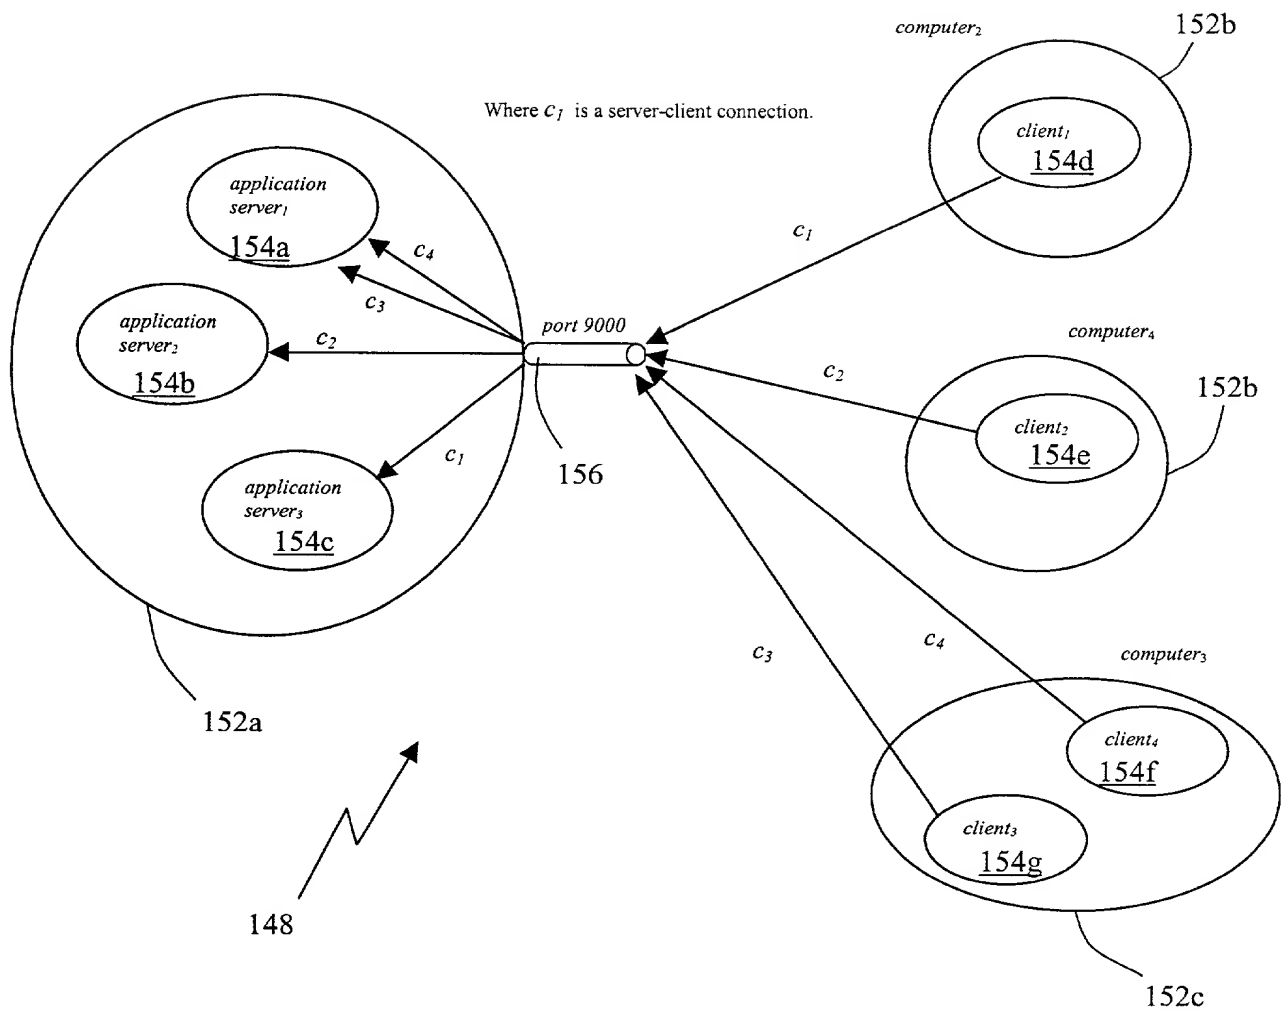 computer₂
152b
Where c₁ is a server-client connection.
client₁
154d
application
server₁
154a
c₄
c₃
c₁
port 9000
application
server₂
154b
c₂
c₂
computer₄
152b
client₂
154e
c₁
156
application
server₃
154c
c₃
c₄
computer₃
152a
client₄
154f
client₃
154g
148
152c